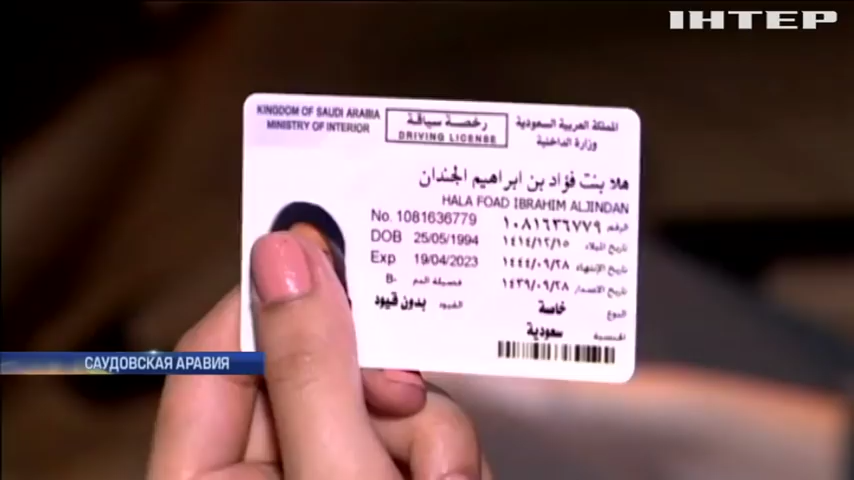 ІНТЕР
KINGDOM OF SAUDI ARABIA
MINISTRY OF INTERIOR
رخصة سياقة
DRIVING LICENSE
المملكة العربية السعودية
وزارة الداخلية
هلا بنت فؤاد بن ابراهيم الجندان
HALA FOAD IBRAHIM ALJINDAN
No. 1081636779 ١٠٨١٦٣٦٧٧٩ الرقم
DOB 25/05/1994 ١٤١٤/١٢/١٥ تاريخ الميلاد
Exp 19/04/2023 ١٤٤٤/٠٩/٢٨ تاريخ الإنتهاء
B- فصيلة الدم ١٤٣٩/٠٩/٢٨ تاريخ الاصدار
بدون قيود القيود خاصة النوع
سعودية الجنسية
САУДОВСКАЯ АРАВИЯ